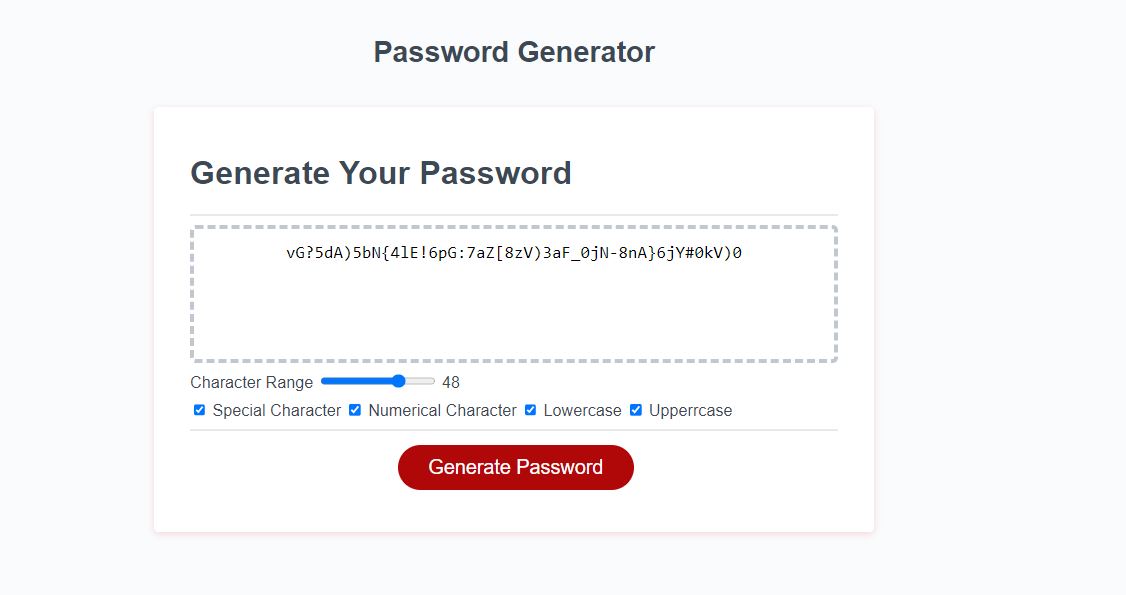 Password Generator
Generate Your Password
vG?5dA)5bN{4lE!6pG:7aZ[8zV)3aF_0jN-8nA}6jY#0kV)0
Character Range 48
Special Character Numerical Character Lowercase Upperrcase
Generate Password